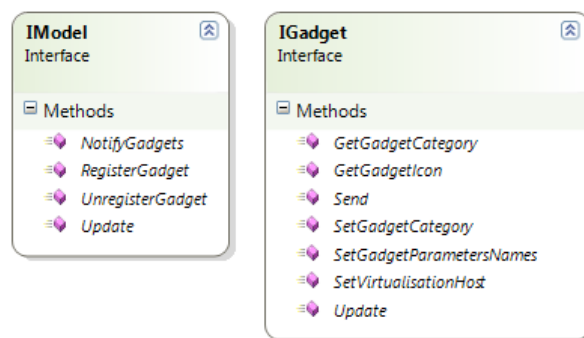 IModel
Interface
Methods
NotifyGadgets
RegisterGadget
UnregisterGadget
Update
IGadget
Interface
Methods
GetGadgetCategory
GetGadgetIcon
Send
SetGadgetCategory
SetGadgetParametersNames
SetVirtualisationHost
Update